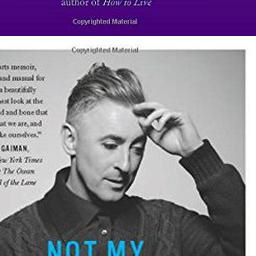 author of How to Live
Copyrighted Material
Copyrighted Material
arts memoir,
and manual for
a beautifully
nest look at the
d and bone that
at we are, and
ke ourselves."
GAIMAN,
ew York Times
The Ocean
l of the Lane
NOT MY